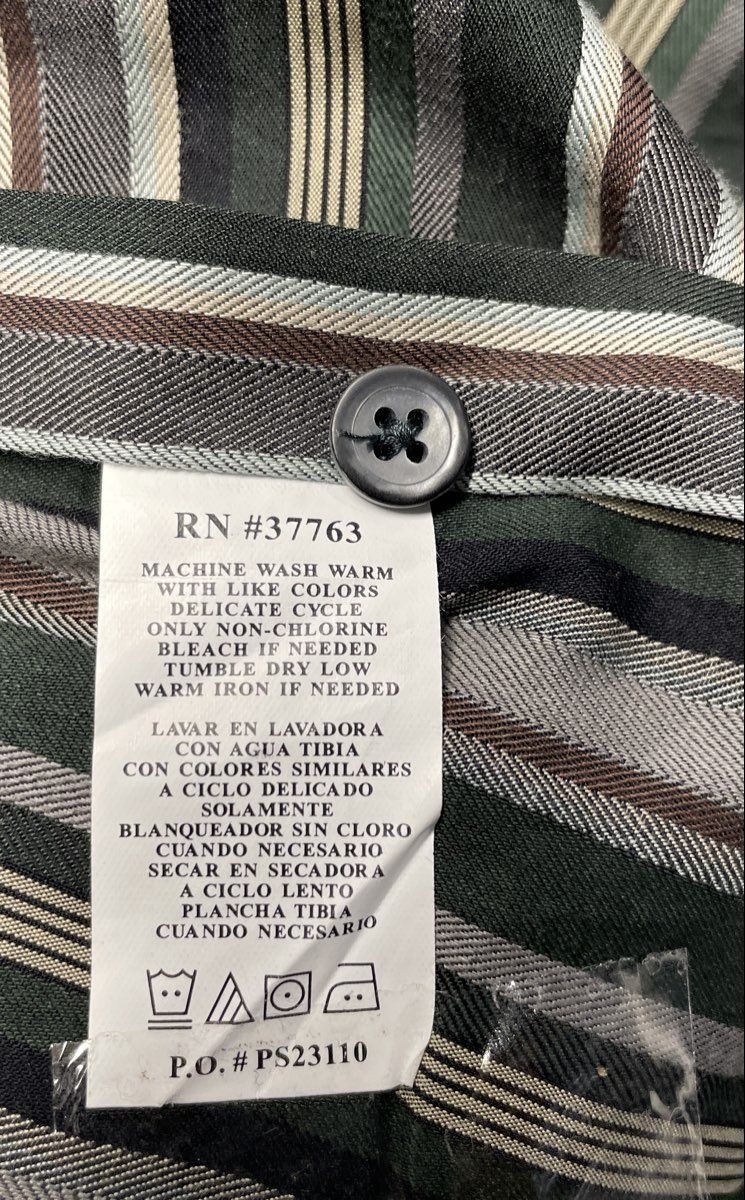 RN #37763
MACHINE WASH WARM
WITH LIKE COLORS
DELICATE CYCLE
ONLY NON-CHLORINE
BLEACH IF NEEDED
TUMBLE DRY LOW
WARM IRON IF NEEDED
LAVAR EN LAVADORA
CON AGUA TIBIA
CON COLORES SIMILARES
A CICLO DELICADO
SOLAMENTE
BLANQUEADOR SIN CLORO
CUANDO NECESARIO
SECAR EN SECADORA
A CICLO LENTO
PLANCHA TIBIA
CUANDO NECESARIO
P.O. # PS23110